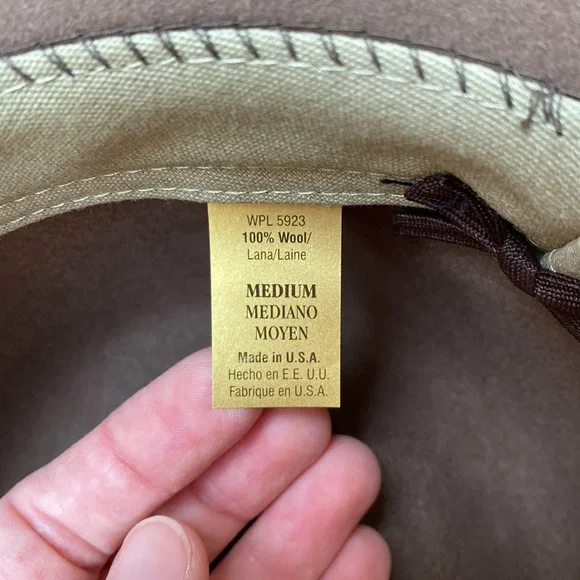 WPL 5923
100% Wool/
Lana/Laine
MEDIUM
MEDIANO
MOYEN
Made in U.S.A.
Hecho en E.E. U.U.
Fabrique en U.S.A.